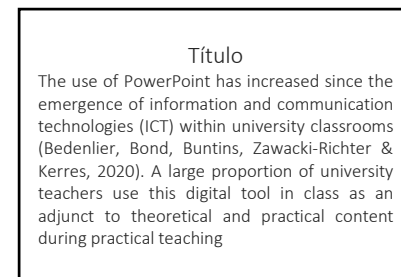 Título
The use of PowerPoint has increased since the
emergence of information and communication
technologies (ICT) within university classrooms
(Bedenlier, Bond, Buntins, Zawacki-Richter &
Kerres, 2020). A large proportion of university
teachers use this digital tool in class as an
adjunct to theoretical and practical content
during practical teaching